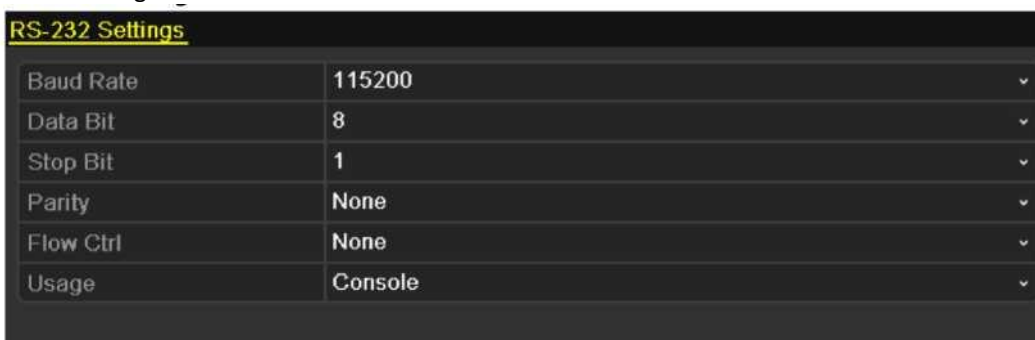 RS-232 Settings
Baud Rate 115200
Data Bit 8
Stop Bit 1
Parity None
Flow Ctrl None
Usage Console